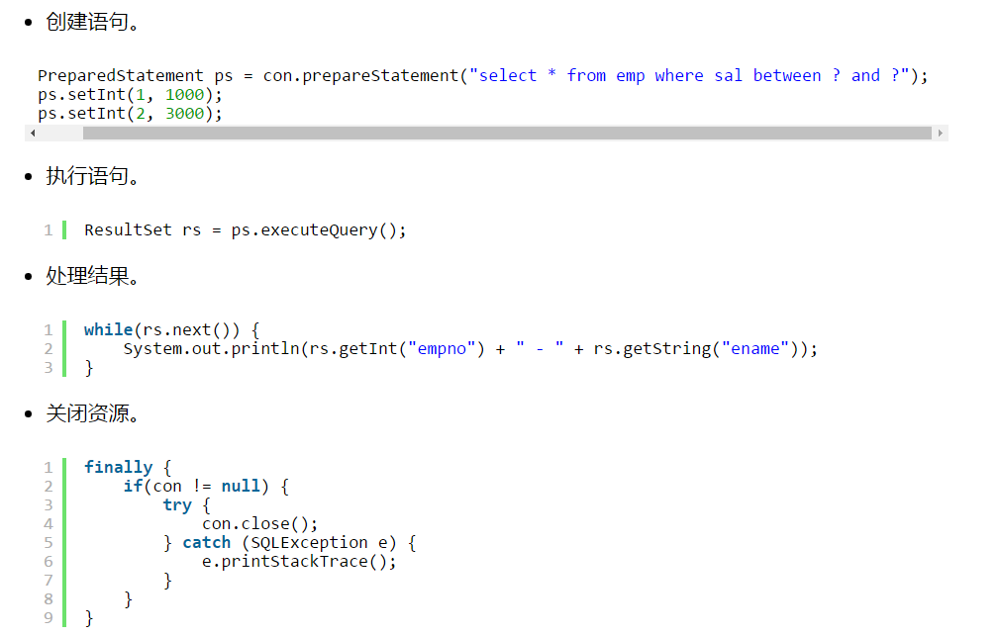 • 创建语句。
PreparedStatement ps = con.prepareStatement("select * from emp where sal between ? and ?");
ps.setInt(1, 1000);
ps.setInt(2, 3000);
• 执行语句。
1 ResultSet rs = ps.executeQuery();
• 处理结果。
1 while(rs.next()) {
2     System.out.println(rs.getInt("empno") + " - " + rs.getString("ename"));
3 }
• 关闭资源。
1 finally {
2     if(con != null) {
3         try {
4             con.close();
5         } catch (SQLException e) {
6             e.printStackTrace();
7         }
8     }
9 }